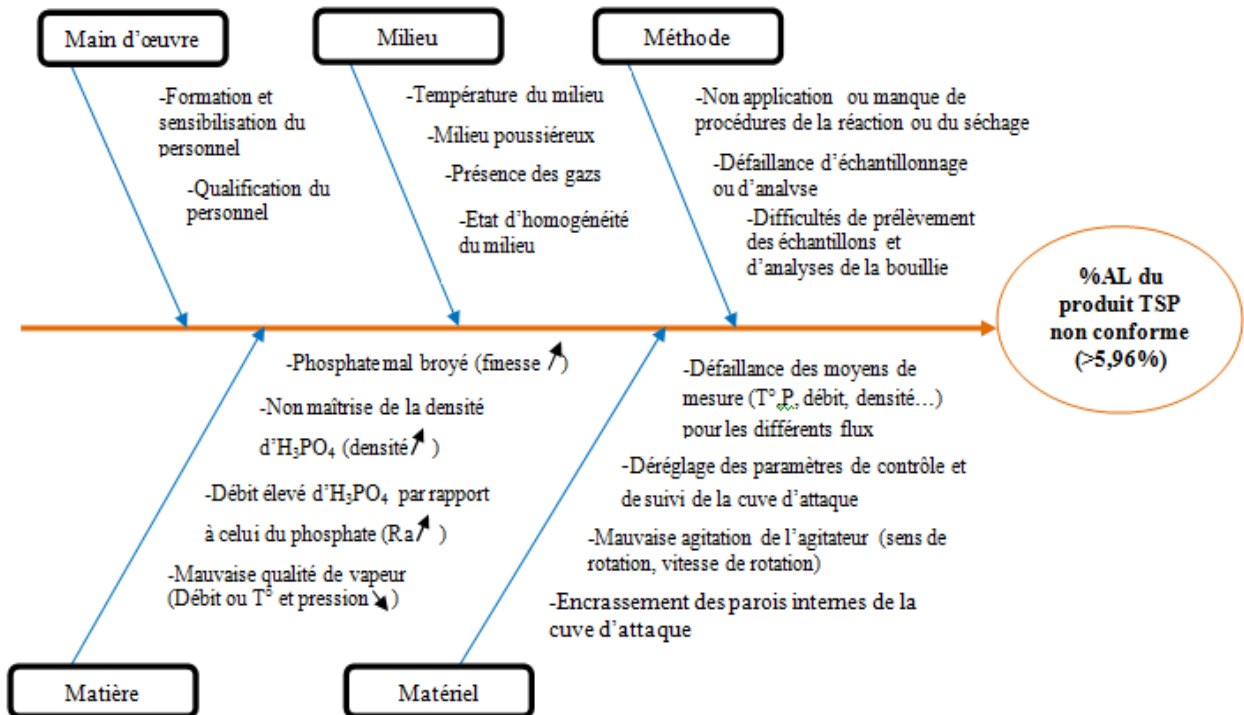 Main d'œuvre
Milieu
Méthode
-Formation et
sensibilisation du
personnel
-Qualification du
personnel
-Température du milieu
-Milieu poussiéreux
-Présence des gazs
-Etat d'homogénéité
du milieu
-Non application ou manque de
procédures de la réaction ou du séchage
-Défaillance d'échantillonnage
ou d'analyse
-Difficultés de prélèvement
des échantillons et
d'analyses de la bouillie
%AL du
produit TSP
non conforme
(>5,96%)
-Phosphate mal broyé (finesse ↗)
-Non maîtrise de la densité
d'H₃PO₄ (densité ↗)
-Débit élevé d'H₃PO₄ par rapport
à celui du phosphate (Ra ↗)
-Mauvaise qualité de vapeur
(Débit ou T° et pression ↘)
-Défaillance des moyens de
mesure (T°,P, débit, densité…)
pour les différents flux
-Déréglage des paramètres de contrôle et
de suivi de la cuve d'attaque
-Mauvaise agitation de l'agitateur (sens de
rotation, vitesse de rotation)
-Encrassement des parois internes de la
cuve d'attaque
Matière
Matériel